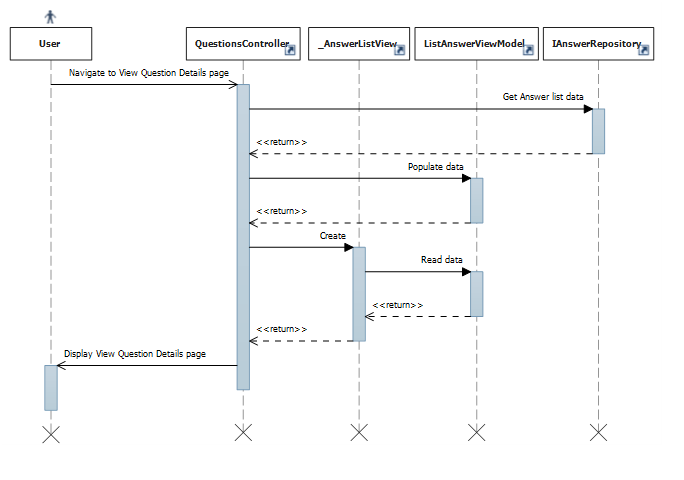 User
QuestionsController
_AnswerListView
ListAnswerViewModel
IAnswerRepository
Navigate to View Question Details page
Get Answer list data
<<return>>
Populate data
<<return>>
Create
Read data
<<return>>
<<return>>
Display View Question Details page